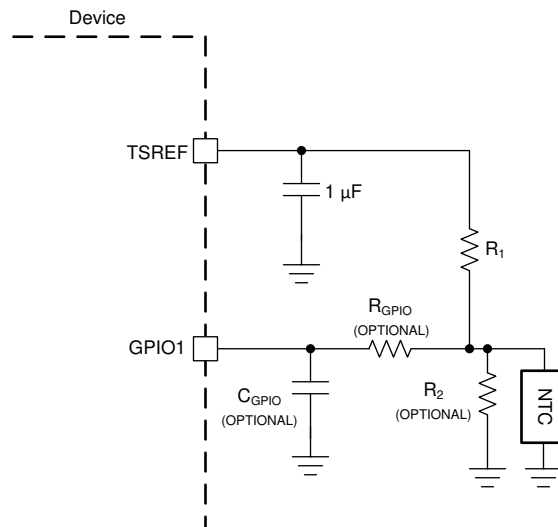 Device
TSREF
1 µF
R1
RGPIO
(OPTIONAL)
GPIO1
CGPIO
(OPTIONAL)
R2
(OPTIONAL)
NTC